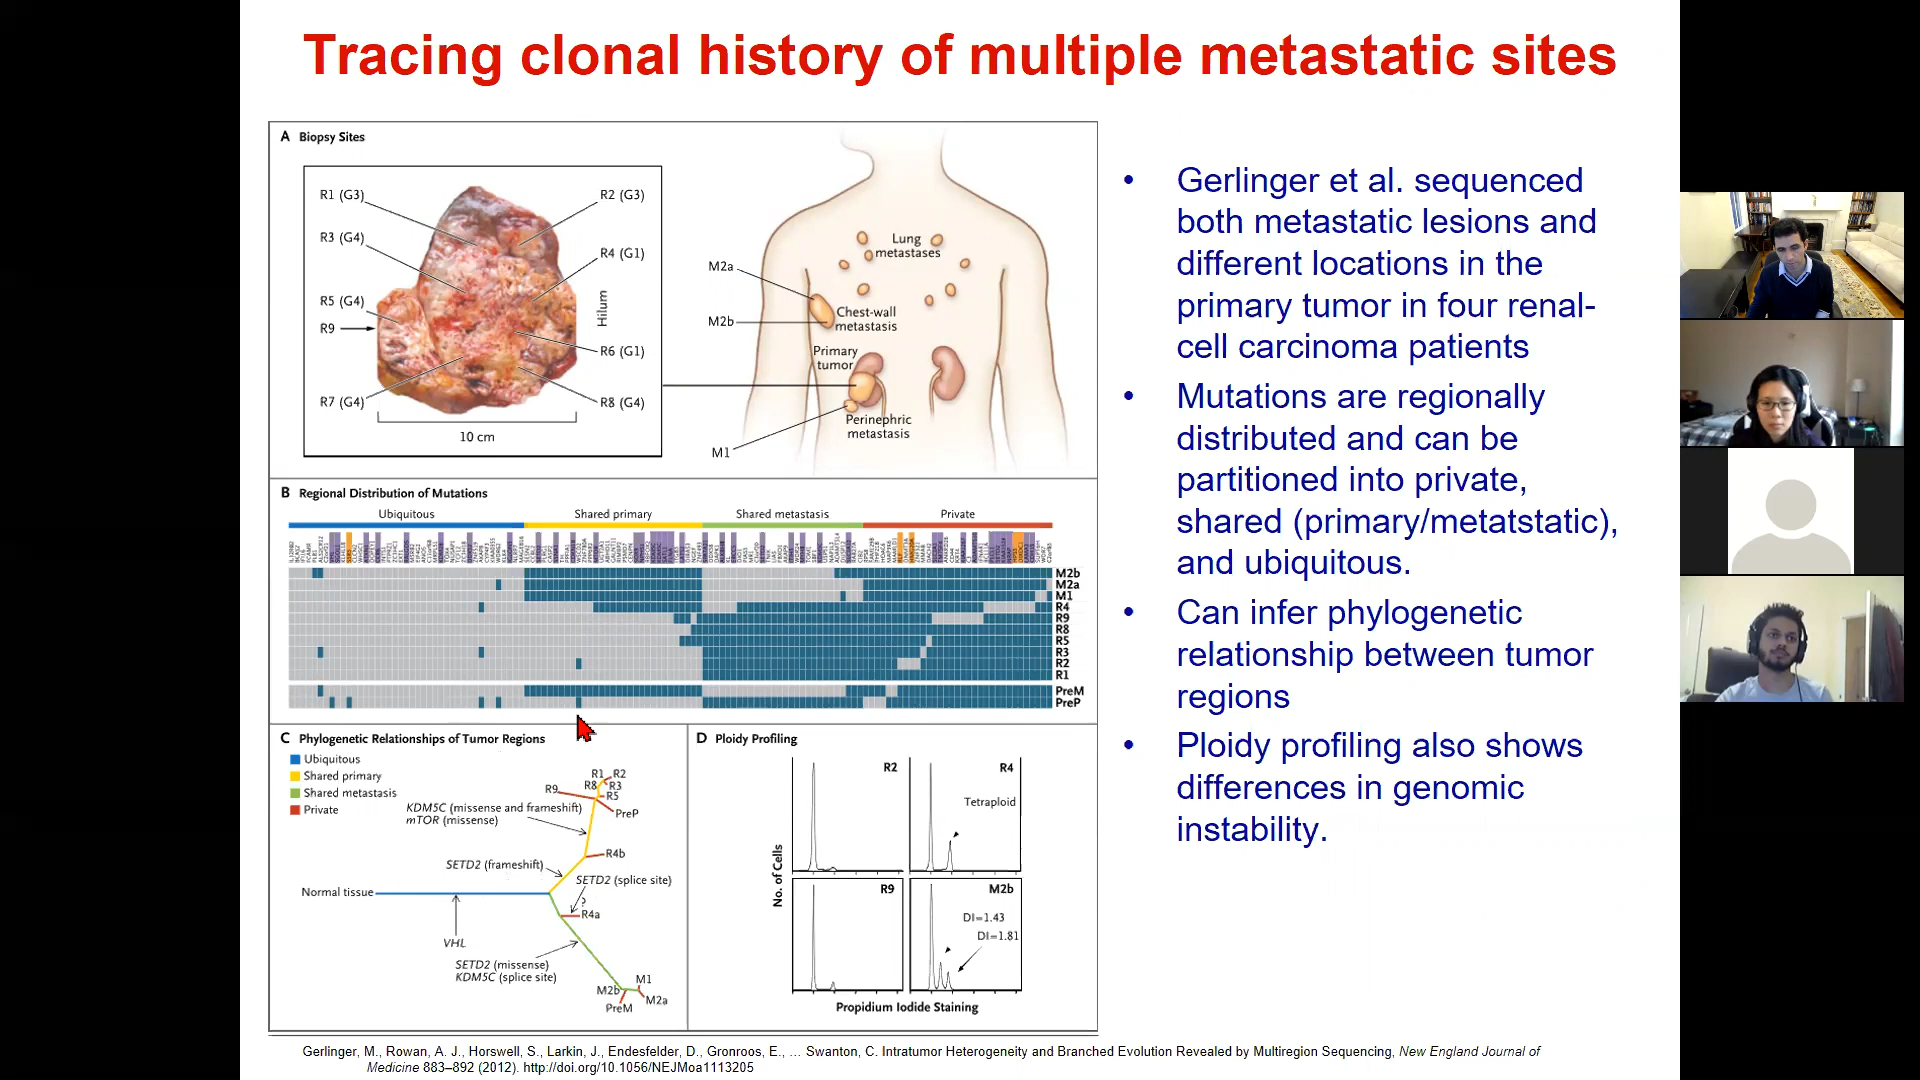 Tracing clonal history of multiple metastatic sites
A Biopsy Sites
R1 (G3)
R2 (G3)
R3 (G4)
R4 (G1)
R5 (G4)
Hilum
R9
R6 (G1)
R7 (G4)
R8 (G4)
10 cm
Lung
metastases
M2a
Chest-wall
metastasis
M2b
Primary
tumor
Perinephric
metastasis
M1
B Regional Distribution of Mutations
Ubiquitous
Shared primary
Shared metastasis
Private
M2b
M2a
M1
R4
R9
R8
R5
R3
R2
R1
PreM
PreP
C Phylogenetic Relationships of Tumor Regions
Ubiquitous
Shared primary
Shared metastasis
Private
R1
R2
R8
R3
R9
R5
PreP
KDM5C (missense and frameshift)
mTOR (missense)
R4b
SETD2 (frameshift)
SETD2 (splice site)
Normal tissue
?
R4a
VHL
SETD2 (missense)
KDM5C (splice site)
M1
M2b
M2a
PreM
D Ploidy Profiling
R2
R4
Tetraploid
No. of Cells
R9
M2b
DI=1.43
DI=1.81
Propidium Iodide Staining
• Gerlinger et al. sequenced
both metastatic lesions and
different locations in the
primary tumor in four renal-
cell carcinoma patients
• Mutations are regionally
distributed and can be
partitioned into private,
shared (primary/metatstatic),
and ubiquitous.
• Can infer phylogenetic
relationship between tumor
regions
• Ploidy profiling also shows
differences in genomic
instability.
Gerlinger, M., Rowan, A. J., Horswell, S., Larkin, J., Endesfelder, D., Gronroos, E., … Swanton, C. Intratumor Heterogeneity and Branched Evolution Revealed by Multiregion Sequencing, New England Journal of
Medicine 883–892 (2012). http://doi.org/10.1056/NEJMoa1113205